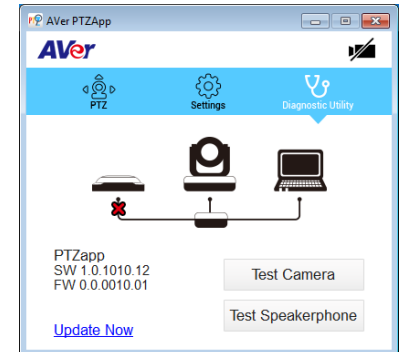 AVer PTZApp
AVer
PTZ
Settings
Diagnostic Utility
PTZapp
SW 1.0.1010.12
FW 0.0.0010.01
Test Camera
Test Speakerphone
Update Now